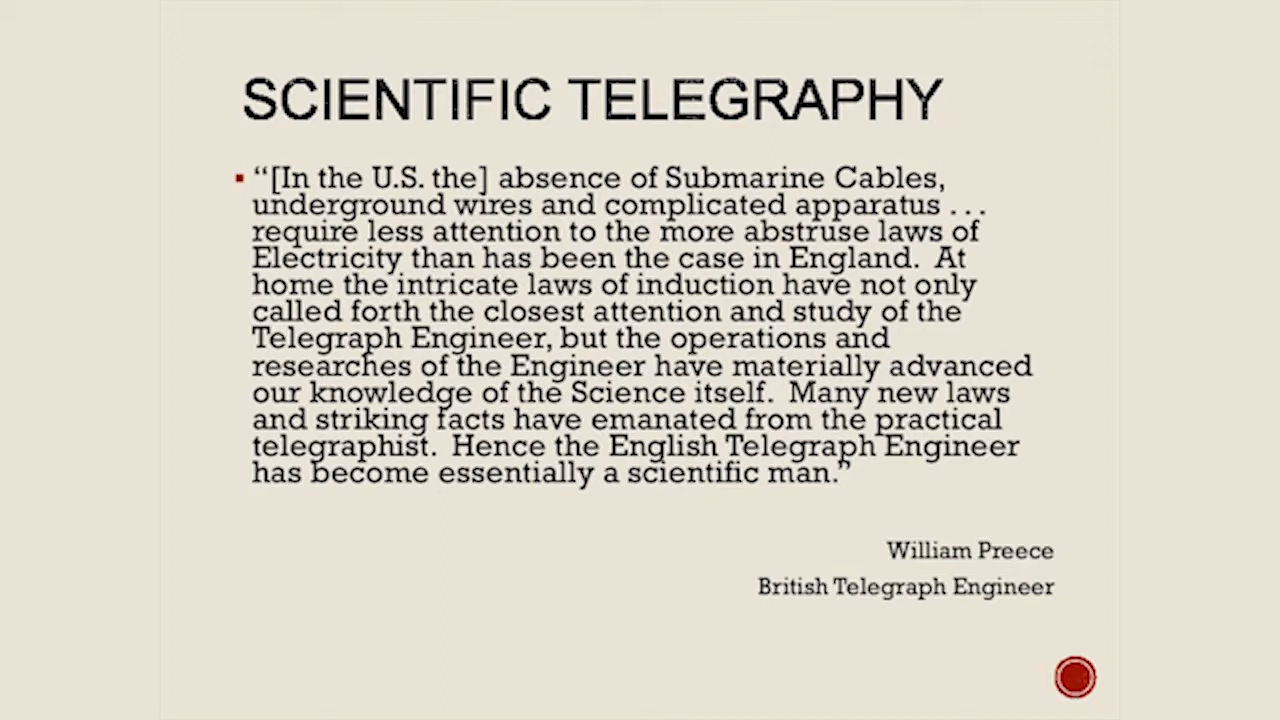 SCIENTIFIC TELEGRAPHY
▪ “[In the U.S. the] absence of Submarine Cables,
underground wires and complicated apparatus . . .
require less attention to the more abstruse laws of
Electricity than has been the case in England.  At
home the intricate laws of induction have not only
called forth the closest attention and study of the
Telegraph Engineer, but the operations and
researches of the Engineer have materially advanced
our knowledge of the Science itself.  Many new laws
and striking facts have emanated from the practical
telegraphist.  Hence the English Telegraph Engineer
has become essentially a scientific man.”
William Preece
British Telegraph Engineer